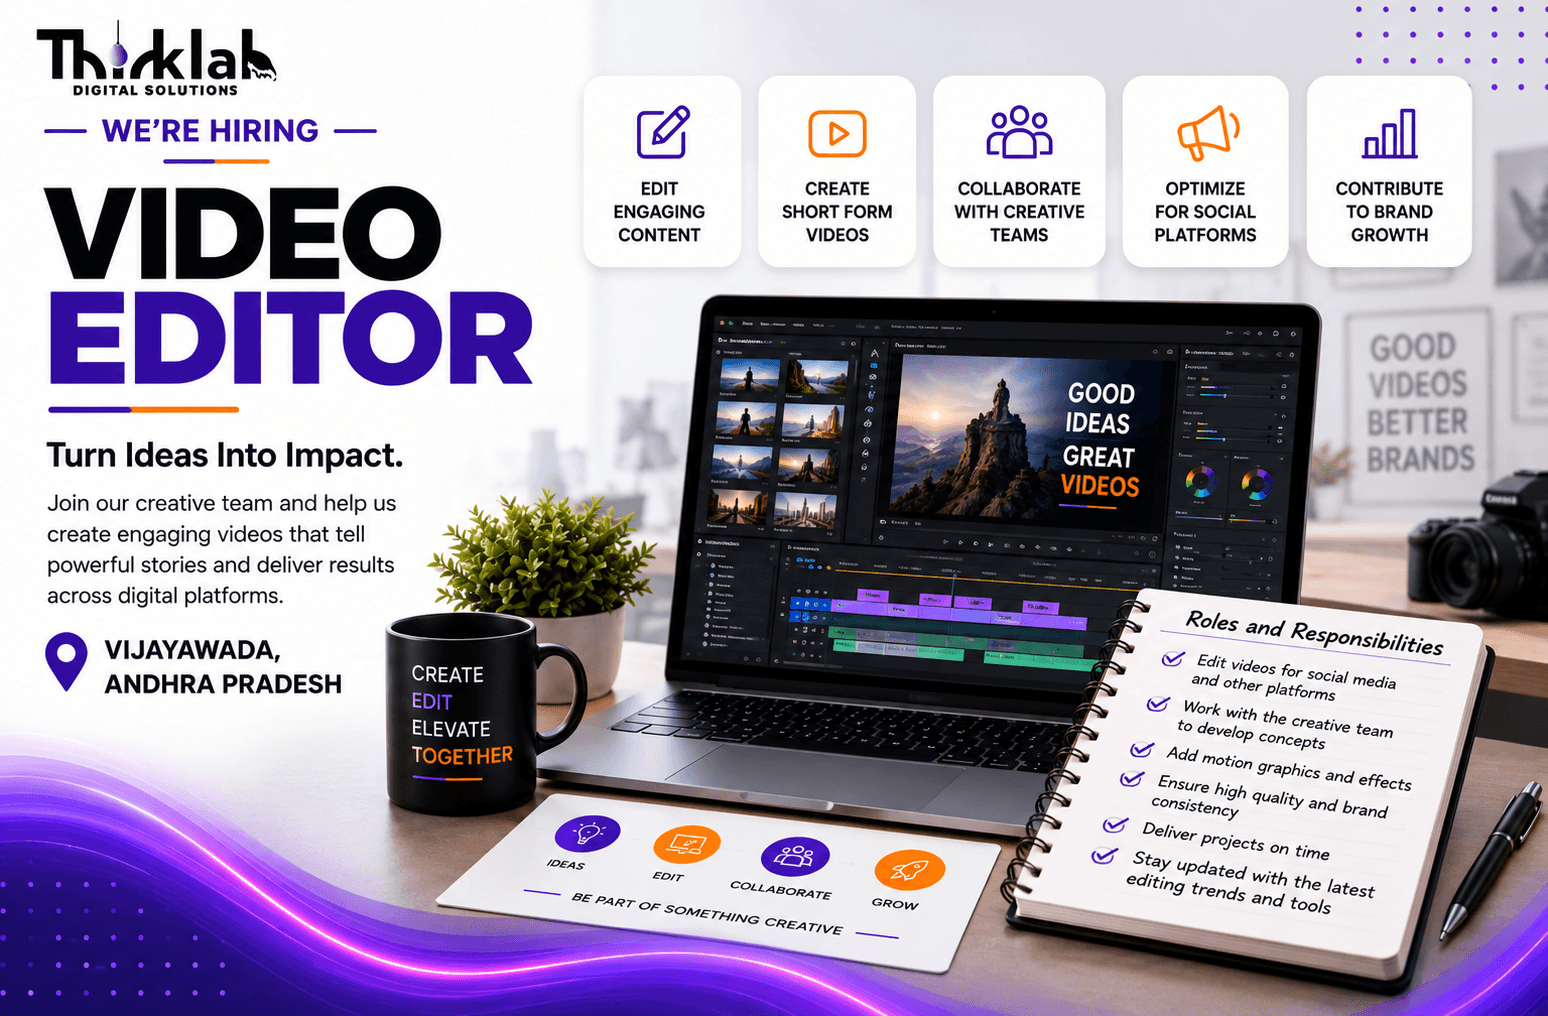 Thinklab
DIGITAL SOLUTIONS
WE'RE HIRING
VIDEO
EDITOR
Turn Ideas Into Impact.
Join our creative team and help us
create engaging videos that tell
powerful stories and deliver results
across digital platforms.
VIJAYAWADA,
ANDHRA PRADESH
EDIT
ENGAGING
CONTENT
CREATE
SHORT FORM
VIDEOS
COLLABORATE
WITH CREATIVE
TEAMS
OPTIMIZE
FOR SOCIAL
PLATFORMS
CONTRIBUTE
TO BRAND
GROWTH
GOOD
IDEAS
GREAT
VIDEOS
GOOD
VIDEOS
BETTER
BRANDS
CREATE
EDIT
ELEVATE
TOGETHER
IDEAS
EDIT
COLLABORATE
GROW
BE PART OF SOMETHING CREATIVE
Roles and Responsibilities
Edit videos for social media
and other platforms
Work with the creative team
to develop concepts
Add motion graphics and effects
Ensure high quality and brand
consistency
Deliver projects on time
Stay updated with the latest
editing trends and tools